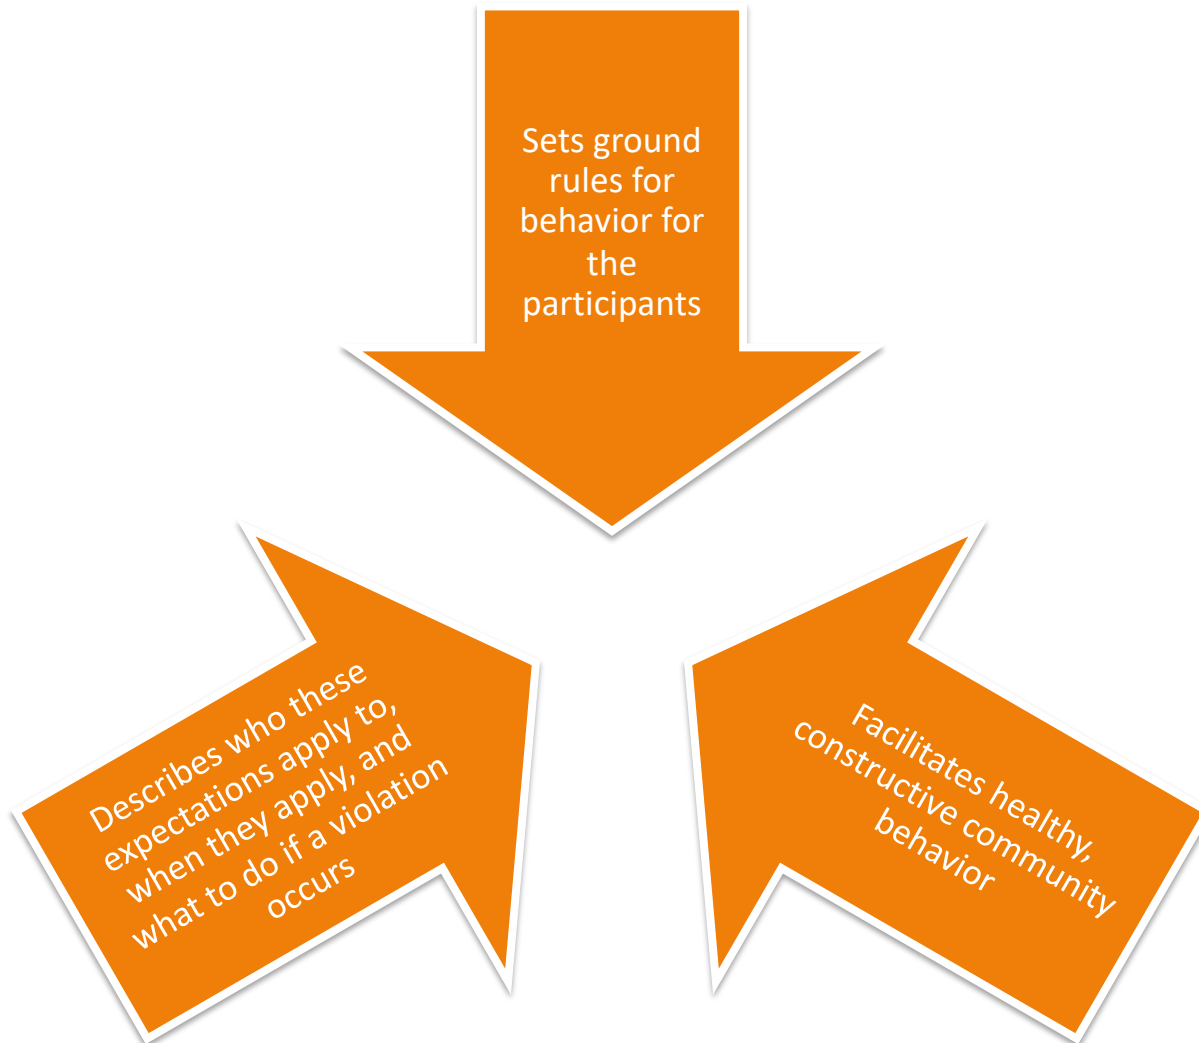 Sets ground
rules for
behavior for
the
participants
Describes who these
expectations apply to,
when they apply, and
what to do if a violation
occurs
Facilitates healthy,
constructive community
behavior